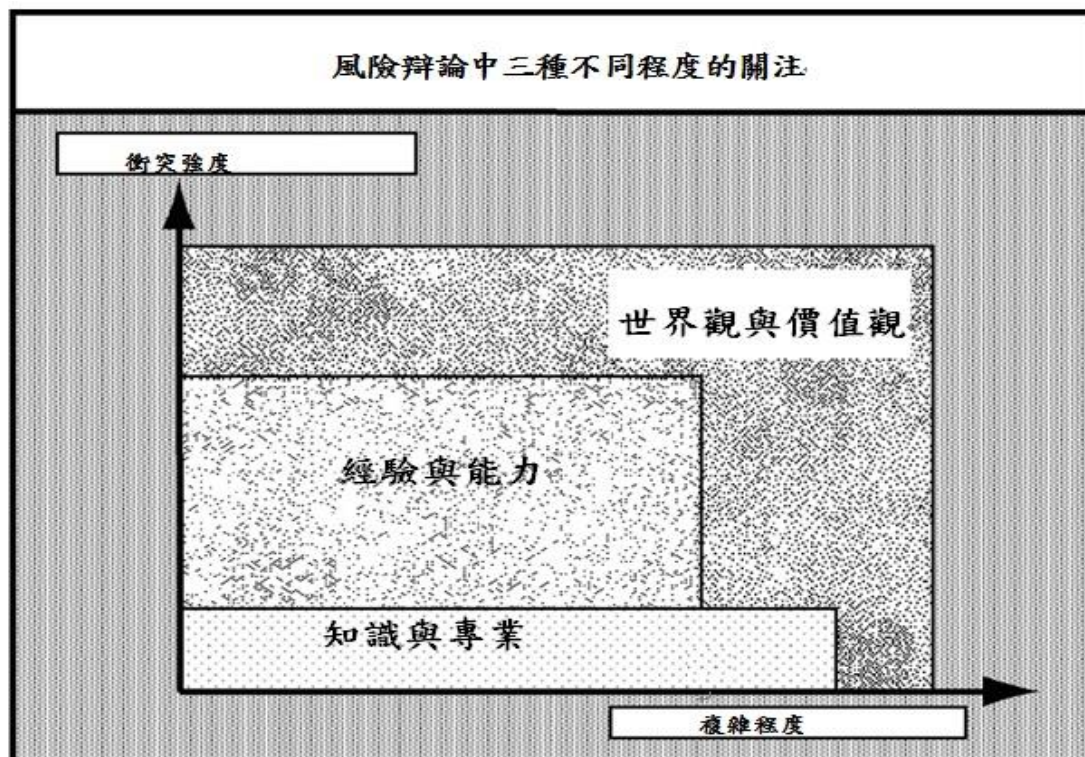 風險辯論中三種不同程度的關注
衝突強度
世界觀與價值觀
經驗與能力
知識與專業
複雜程度